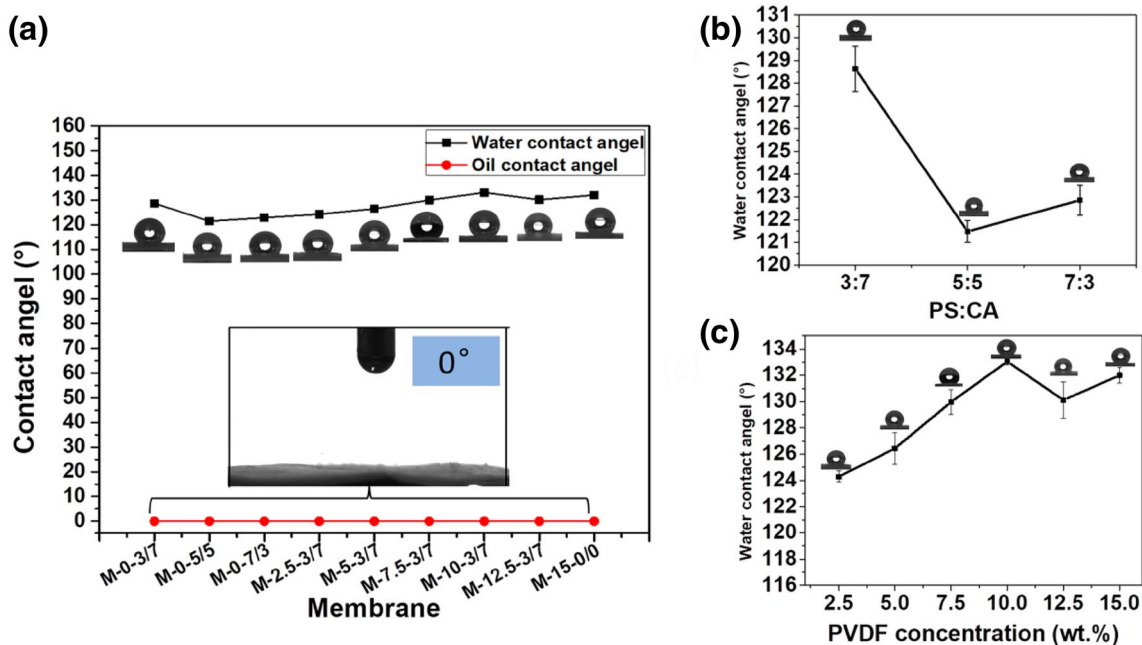 (a)
Contact angel (°)
160
150
140
130
120
110
100
90
80
70
60
50
40
30
20
10
0
Water contact angel
Oil contact angel
0°
M-0-3/7
M-0-5/5
M-0-7/3
M-2.5-3/7
M-5-3/7
M-7.5-3/7
M-10-3/7
M-12.5-3/7
M-15-0/0
Membrane
(b)
Water contact angel (°)
131
130
129
128
127
126
125
124
123
122
121
120
3:7
5:5
7:3
PS:CA
(c)
Water contact angel (°)
134
132
130
128
126
124
122
120
118
116
2.5
5.0
7.5
10.0
12.5
15.0
PVDF concentration (wt.%)